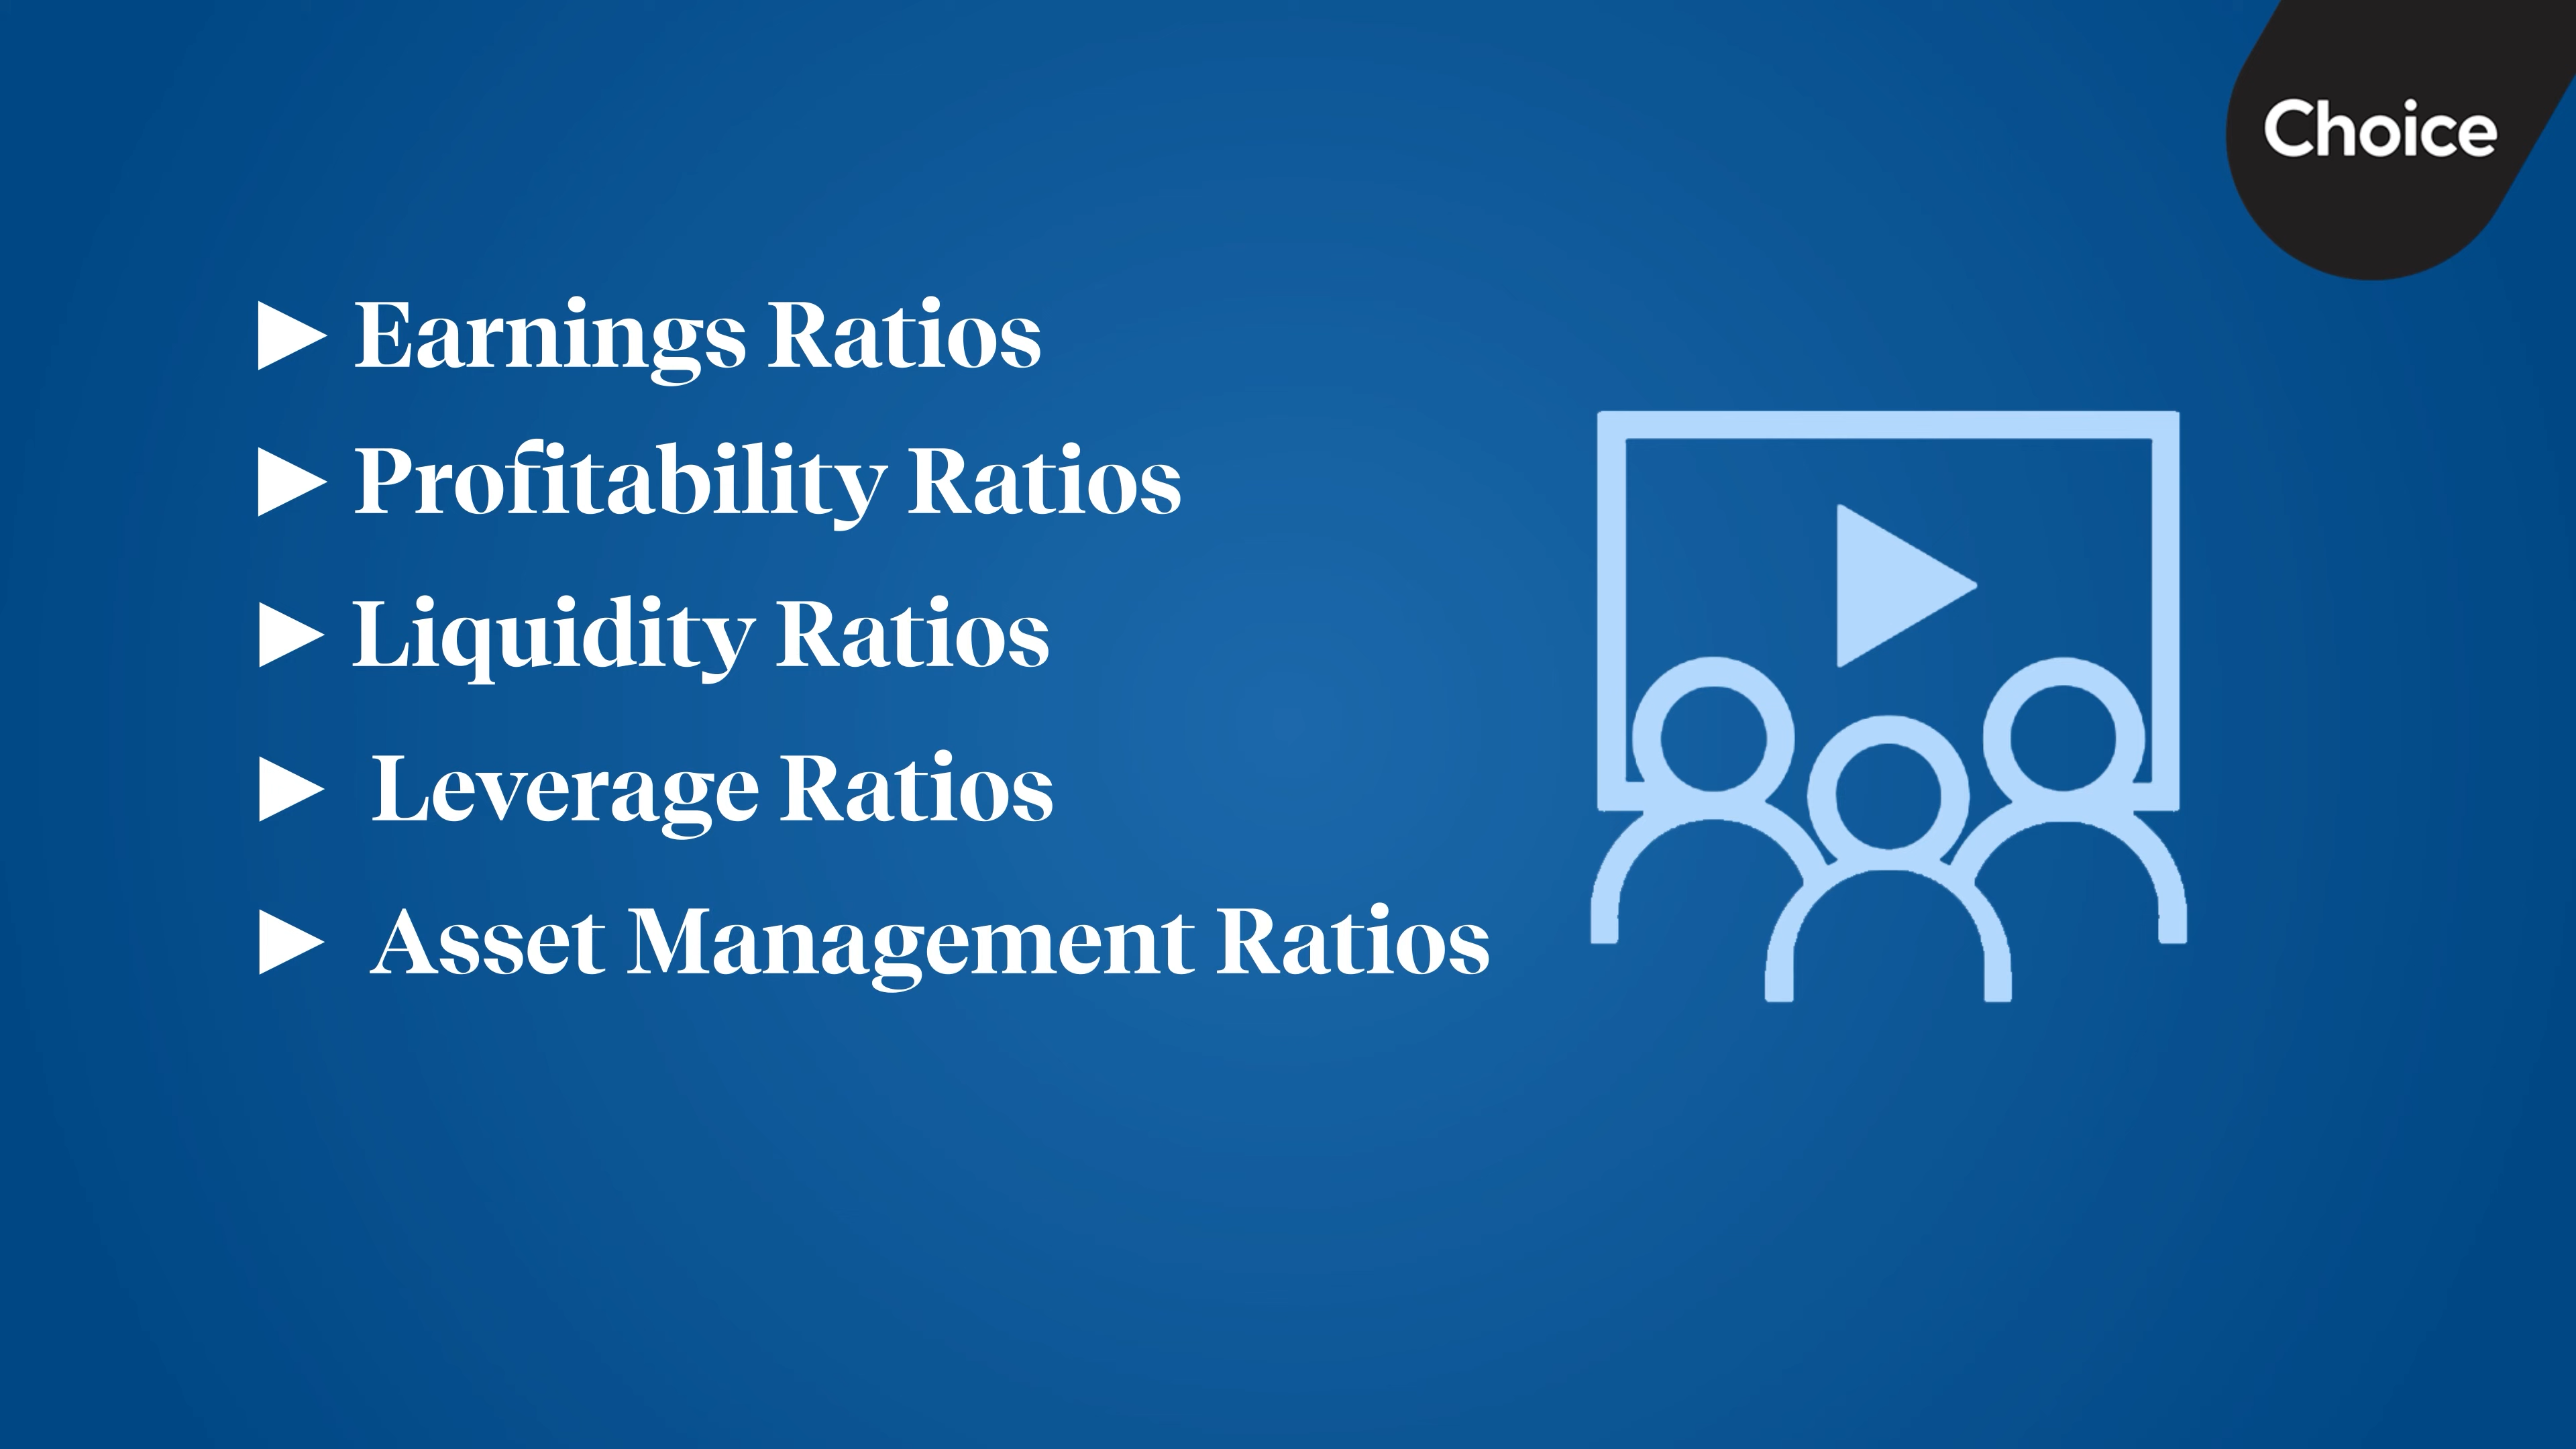 Choice
► Earnings Ratios
► Profitability Ratios
► Liquidity Ratios
► Leverage Ratios
► Asset Management Ratios